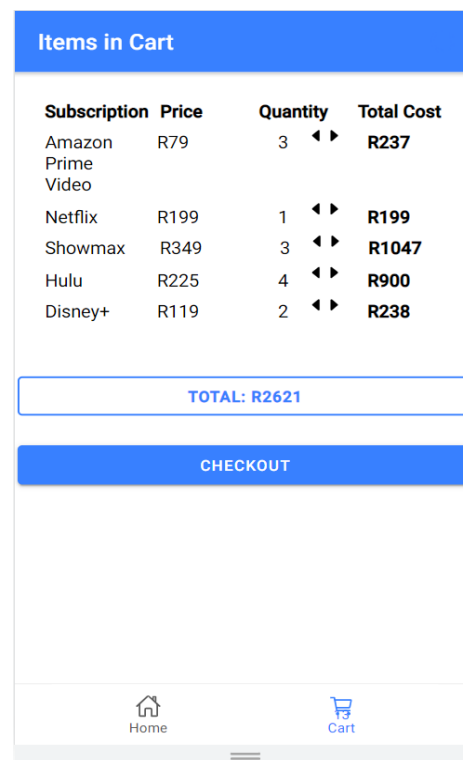 Items in Cart
Subscription Price Quantity Total Cost
Amazon Prime Video R79 3 R237
Netflix R199 1 R199
Showmax R349 3 R1047
Hulu R225 4 R900
Disney+ R119 2 R238
TOTAL: R2621
CHECKOUT
13
Home Cart